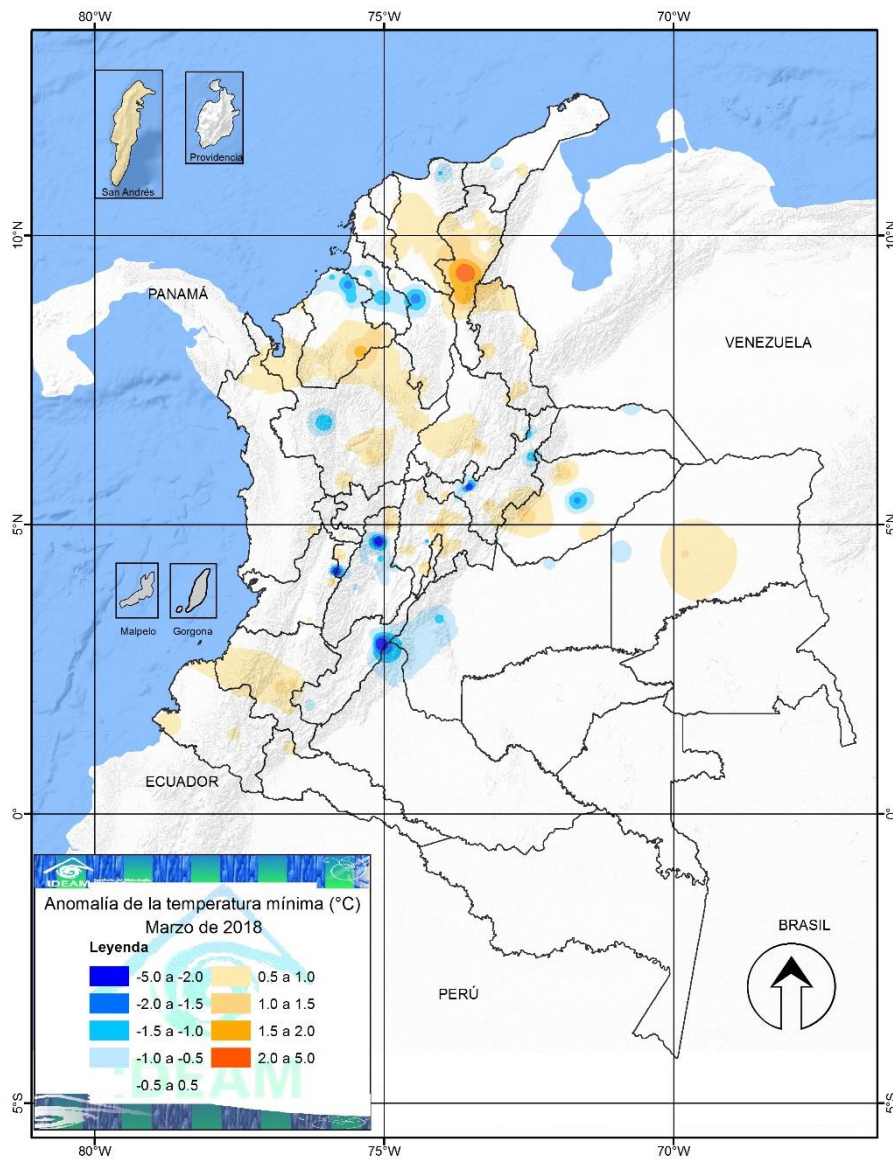 80°W 75°W 70°W
San Andrés
Providencia
10°N 10°N
PANAMÁ
VENEZUELA
5°N 5°N
Malpelo Gorgona
ECUADOR
0° 0°
IDEAM
Anomalía de la temperatura mínima (°C)
Marzo de 2018
Leyenda
-5.0 a -2.0 0.5 a 1.0
-2.0 a -1.5 1.0 a 1.5
-1.5 a -1.0 1.5 a 2.0
-1.0 a -0.5 2.0 a 5.0
-0.5 a 0.5
IDEAM
BRASIL
PERÚ
5°S 5°S
80°W 75°W 70°W